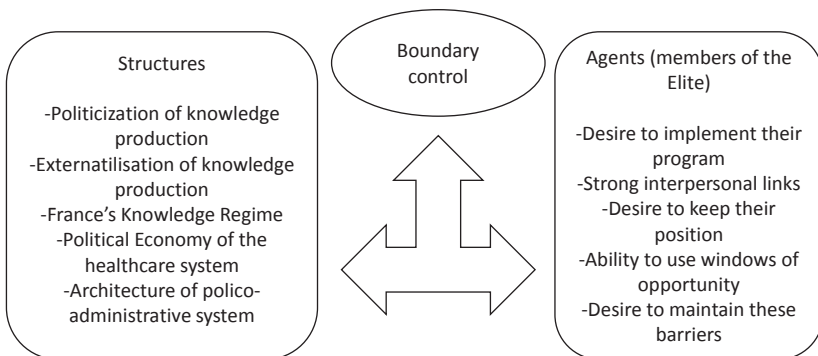 Structures
-Politicization of knowledge
production
-Externatilisation of knowledge
production
-France's Knowledge Regime
-Political Economy of the
healthcare system
-Architecture of polico-
administrative system
Boundary
control
Agents (members of the
Elite)
-Desire to implement their
program
-Strong interpersonal links
-Desire to keep their
position
-Ability to use windows of
opportunity
-Desire to maintain these
barriers